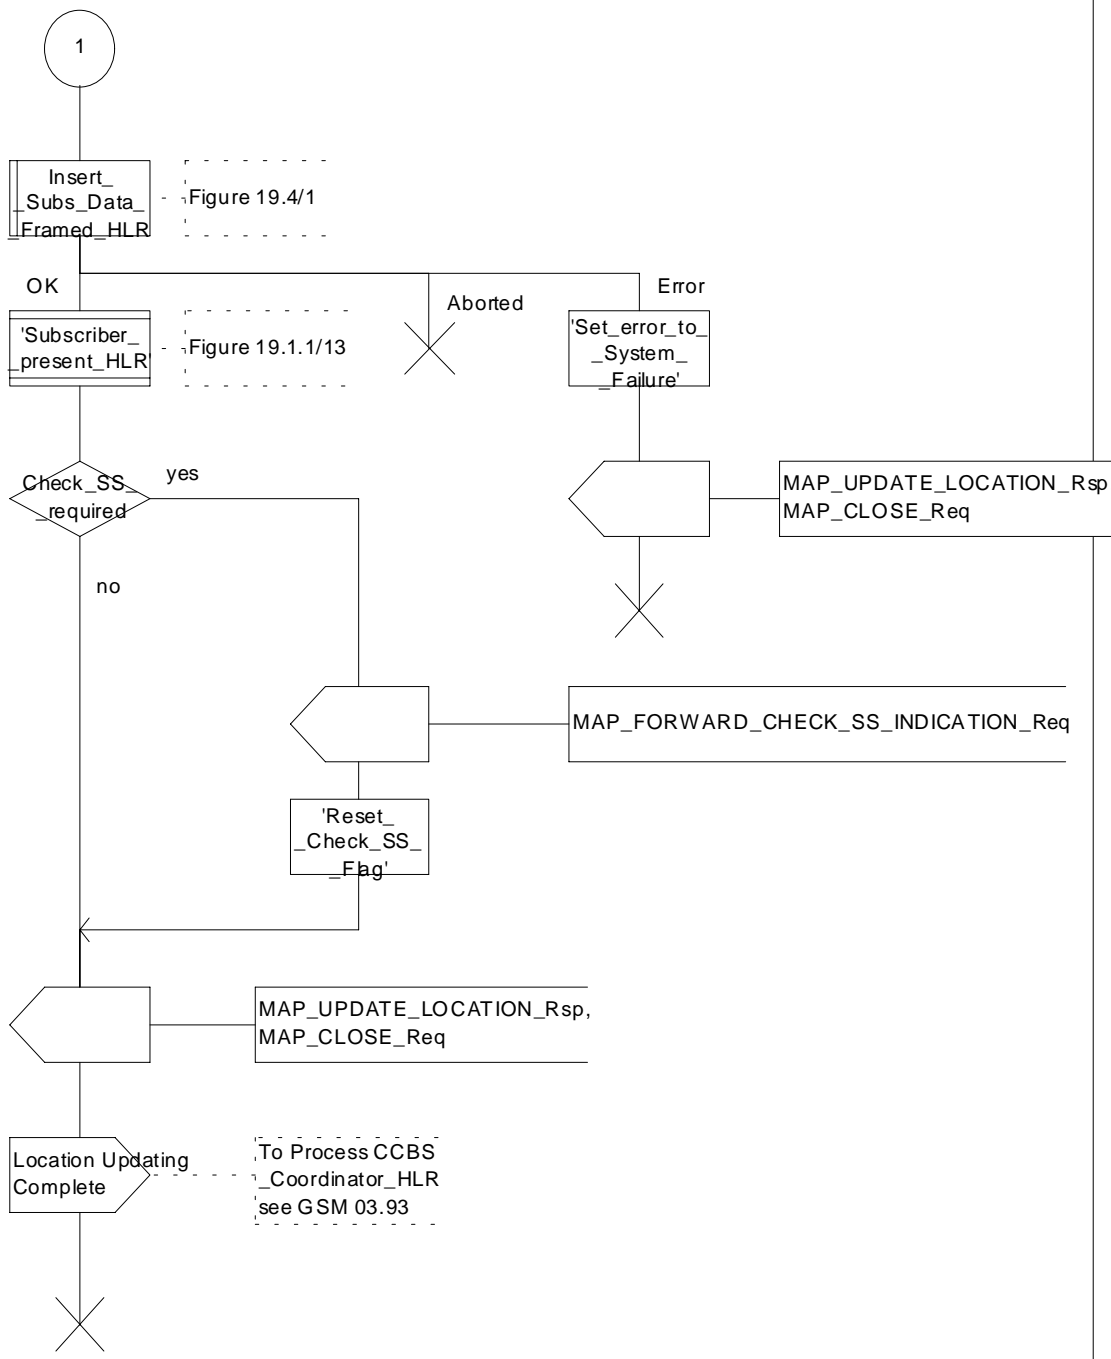 1
Insert_
_Subs_Data_
_Framed_HLR
Figure 19.4/1
OK
Aborted
Error
'Subscriber_
_present_HLR'
Figure 19.1.1/13
'Set_error_to_
_System_
_Failure'
Check_SS_
_required
yes
MAP_UPDATE_LOCATION_Rsp
MAP_CLOSE_Req
no
MAP_FORWARD_CHECK_SS_INDICATION_Req
'Reset_
_Check_SS_
_Flag'
MAP_UPDATE_LOCATION_Rsp,
MAP_CLOSE_Req
Location Updating
Complete
To Process CCBS
_Coordinator_HLR
see GSM 03.93